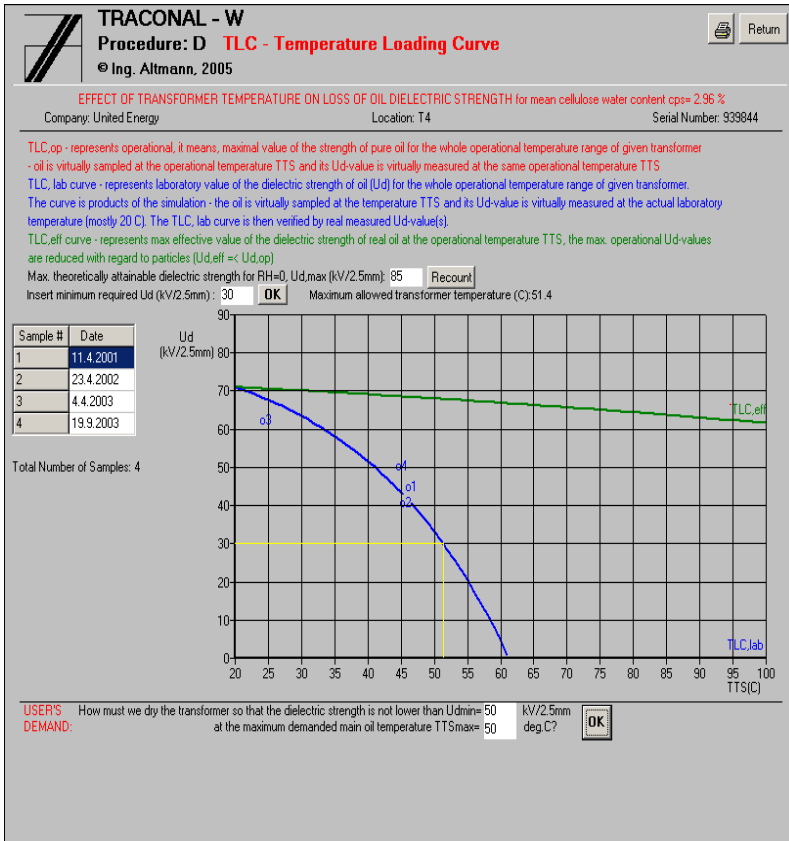 TRACONAL - W
Procedure: D TLC - Temperature Loading Curve
© Ing. Altmann, 2005
Return
EFFECT OF TRANSFORMER TEMPERATURE ON LOSS OF OIL DIELECTRIC STRENGTH for mean cellulose water content cps= 2.96 %
Company: United Energy Location: T4 Serial Number: 939844
TLC,op - represents operational, it means, maximal value of the strength of pure oil for the whole operational temperature range of given transformer
- oil is virtually sampled at the operational temperature TTS and its Ud-value is virtually measured at the same operational temperature TTS
TLC, lab curve - represents laboratory value of the dielectric strength of oil (Ud) for the whole operational temperature range of given transformer.
The curve is products of the simulation - the oil is virtually sampled at the temperature TTS and its Ud-value is virtually measured at the actual laboratory
temperature (mostly 20 C). The TLC, lab curve is then verified by real measured Ud-value(s).
TLC,eff curve - represents max effective value of the dielectric strength of real oil at the operational temperature TTS, the max. operational Ud-values
are reduced with regard to particles (Ud,eff =< Ud,op)
Max. theoretically attainable dielectric strength for RH=0, Ud,max (kV/2.5mm): 85 Recount
Insert minimum required Ud (kV/2.5mm) : 30 OK Maximum allowed transformer temperature (C):51.4
Sample # Date
1 11.4.2001
2 23.4.2002
3 4.4.2003
4 19.9.2003
Total Number of Samples: 4
Ud
(kV/2.5mm)
90
80
70
60
50
40
30
20
10
0
TLC,eff
o3
o4
o1
o2
TLC,lab
20 25 30 35 40 45 50 55 60 65 70 75 80 85 90 95 100
TTS(C)
USER'S How must we dry the transformer so that the dielectric strength is not lower than Udmin= 50 kV/2.5mm
DEMAND: at the maximum demanded main oil temperature TTSmax= 50 deg.C? OK